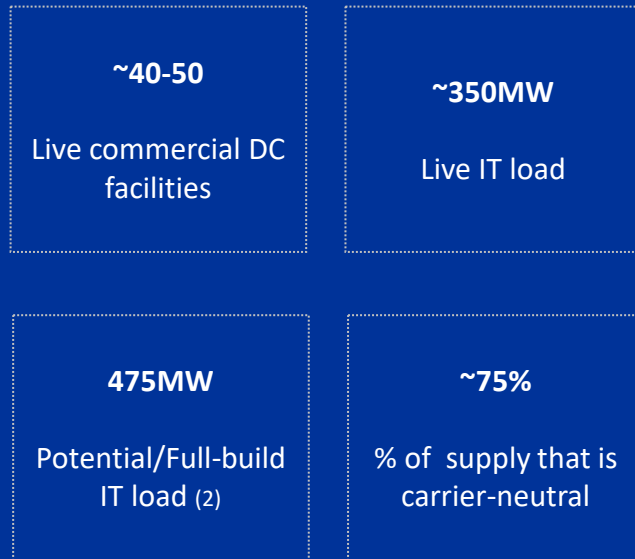 ~40-50
Live commercial DC
facilities
~350MW
Live IT load
475MW
Potential/Full-build
IT load (2)
~75%
% of supply that is
carrier-neutral